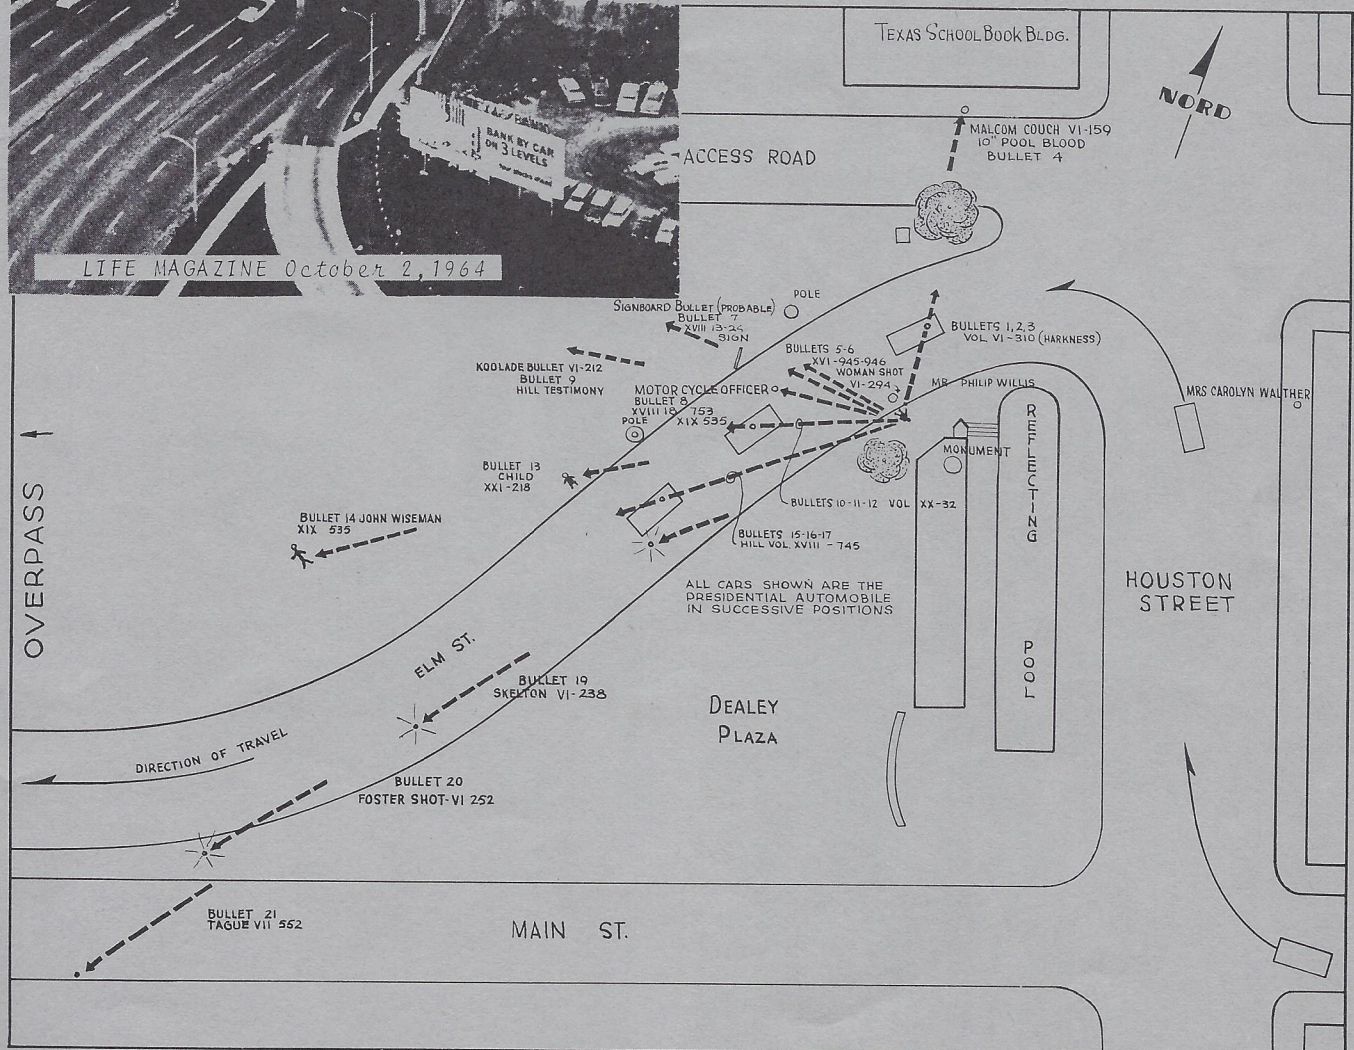 BANK BY CAR
ON 3 LEVELS
LIFE MAGAZINE October 2, 1964
TEXAS SCHOOL BOOK BLDG.
NORD
MALCOM COUCH VI-159
10" POOL BLOOD
BULLET 4
ACCESS ROAD
SIGNBOARD BULLET (PROBABLE)
BULLET 7
XVIII 13-24
SIGN
POLE
BULLETS 1,2,3
VOL VI-310 (HARKNESS)
KOOLADE BULLET VI-212
BULLET 9
HILL TESTIMONY
BULLETS 5-6
XVI-945-946
WOMAN SHOT
VI-294
MR. PHILIP WILLIS
MRS CAROLYN WALTHER
MOTOR CYCLE OFFICER
BULLET 8
XVIII 18 753
XIX 535
POLE
REFLECTING
POOL
MONUMENT
BULLET 13
CHILD
XXI-218
BULLETS 10-11-12 VOL XX-32
BULLET 14 JOHN WISEMAN
XIX 535
BULLETS 15-16-17
HILL VOL. XVIII - 745
OVERPASS
ALL CARS SHOWN ARE THE
PRESIDENTIAL AUTOMOBILE
IN SUCCESSIVE POSITIONS
HOUSTON
STREET
ELM ST.
BULLET 19
SKELTON VI-238
DEALEY
PLAZA
DIRECTION OF TRAVEL
BULLET 20
FOSTER SHOT-VI 252
BULLET 21
TAGUE VII 552
MAIN ST.